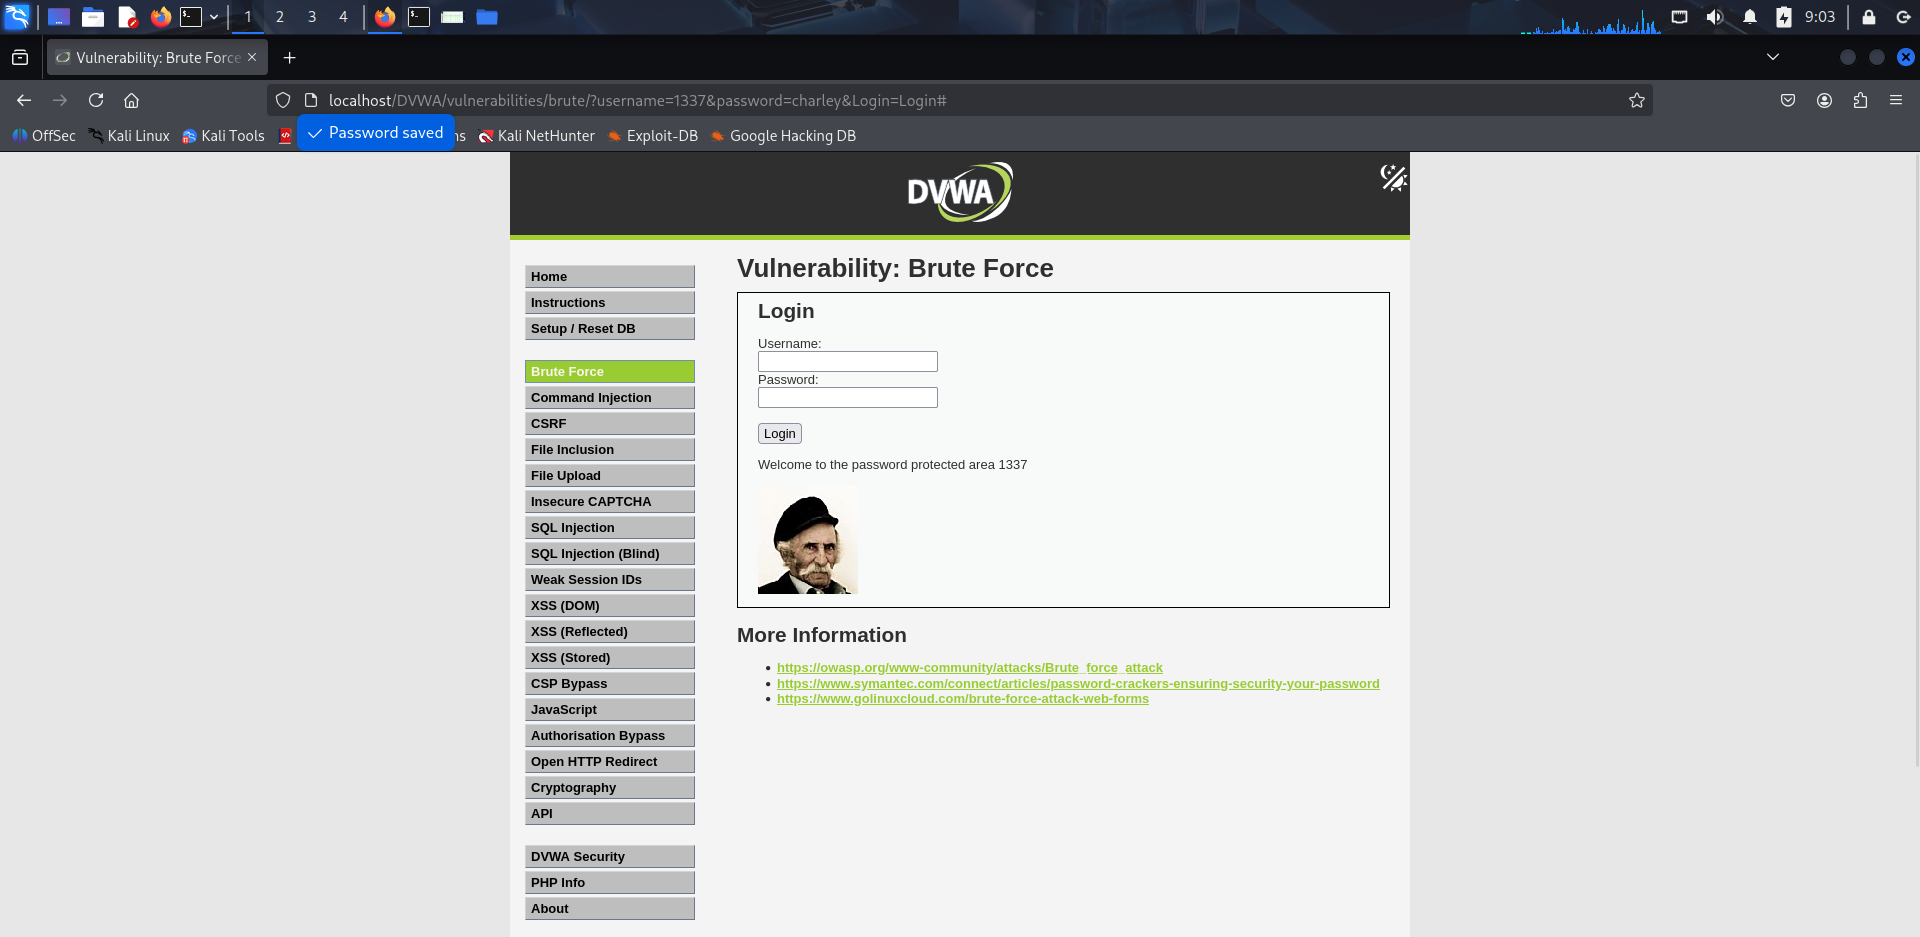 1 2 3 4 9:03
Vulnerability: Brute Force
localhost/DVWA/vulnerabilities/brute/?username=1337&password=charley&Login=Login#
OffSec Kali Linux Kali Tools Password saved ns Kali NetHunter Exploit-DB Google Hacking DB
DVWA
Home
Instructions
Setup / Reset DB
Brute Force
Command Injection
CSRF
File Inclusion
File Upload
Insecure CAPTCHA
SQL Injection
SQL Injection (Blind)
Weak Session IDs
XSS (DOM)
XSS (Reflected)
XSS (Stored)
CSP Bypass
JavaScript
Authorisation Bypass
Open HTTP Redirect
Cryptography
API
DVWA Security
PHP Info
About
Vulnerability: Brute Force
Login
Username:
Password:
Login
Welcome to the password protected area 1337
More Information
https://owasp.org/www-community/attacks/Brute_force_attack
https://www.symantec.com/connect/articles/password-crackers-ensuring-security-your-password
https://www.golinuxcloud.com/brute-force-attack-web-forms